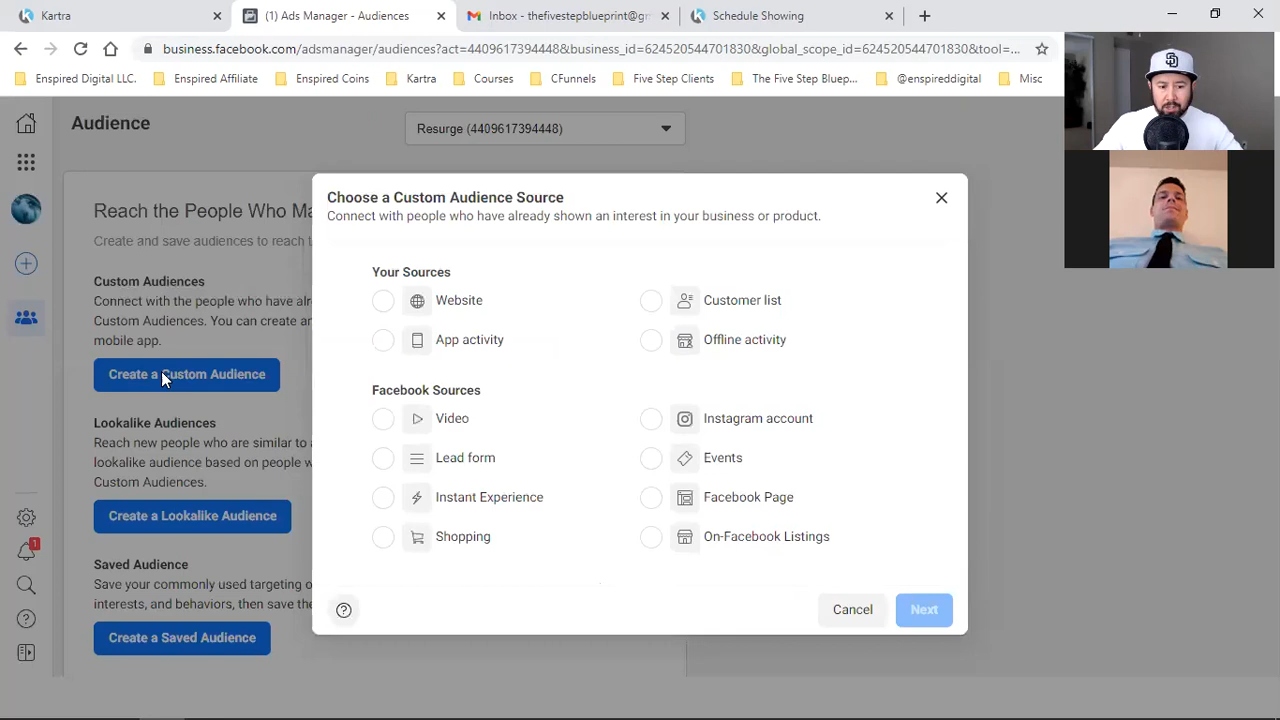 Kartra
(1) Ads Manager - Audiences
Inbox - thefivestepblueprint@gr
Schedule Showing
business.facebook.com/adsmanager/audiences?act=4409617394448&business_id=624520544701830&global_scope_id=624520544701830&tool=...
Enspired Digital LLC.
Enspired Affiliate
Enspired Coins
Kartra
Courses
CFunnels
Five Step Clients
The Five Step Bluep...
@enspireddigital
Misc
Audience
Resurge (4409617394448)
Reach the People Who Ma
Create and save audiences to reach t
Custom Audiences
Connect with the people who have alr
Custom Audiences. You can create ar
mobile app.
Create a Custom Audience
Lookalike Audiences
Reach new people who are similar to a
lookalike audience based on people w
Custom Audiences.
Create a Lookalike Audience
Saved Audience
Save your commonly used targeting o
interests, and behaviors, then save the
Create a Saved Audience
1
Choose a Custom Audience Source
Connect with people who have already shown an interest in your business or product.
Your Sources
Website
Customer list
App activity
Offline activity
Facebook Sources
Video
Instagram account
Lead form
Events
Instant Experience
Facebook Page
Shopping
On-Facebook Listings
Cancel
Next